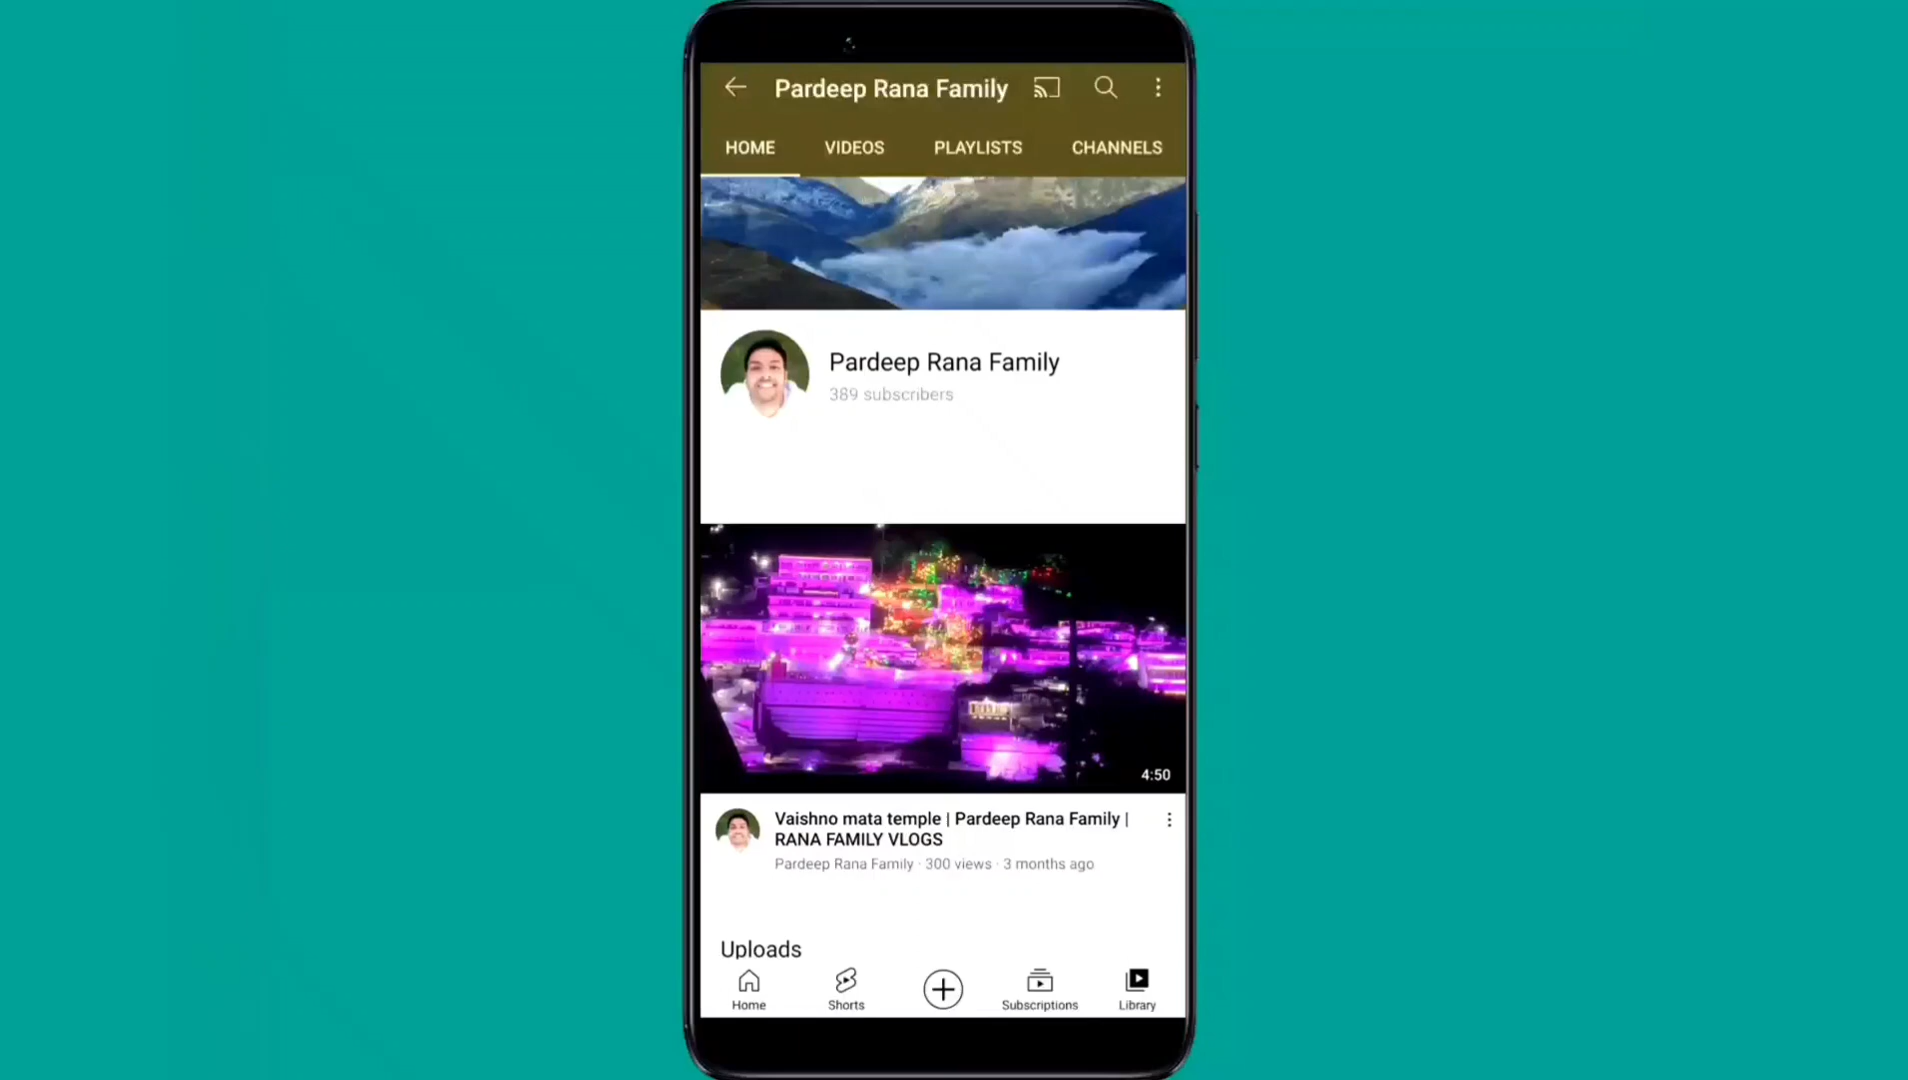 Pardeep Rana Family
HOME VIDEOS PLAYLISTS CHANNELS
Pardeep Rana Family
389 subscribers
4:50
Vaishno mata temple | Pardeep Rana Family |
RANA FAMILY VLOGS
Pardeep Rana Family · 300 views · 3 months ago
Uploads
Home Shorts Subscriptions Library